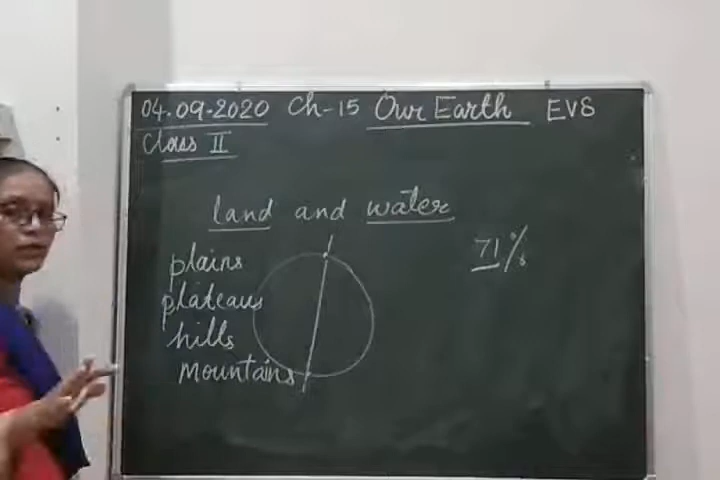 04.09.2020 Ch-15 Our Earth EVS
Class II
land and water
71%
plains
plateaus
hills
mountains